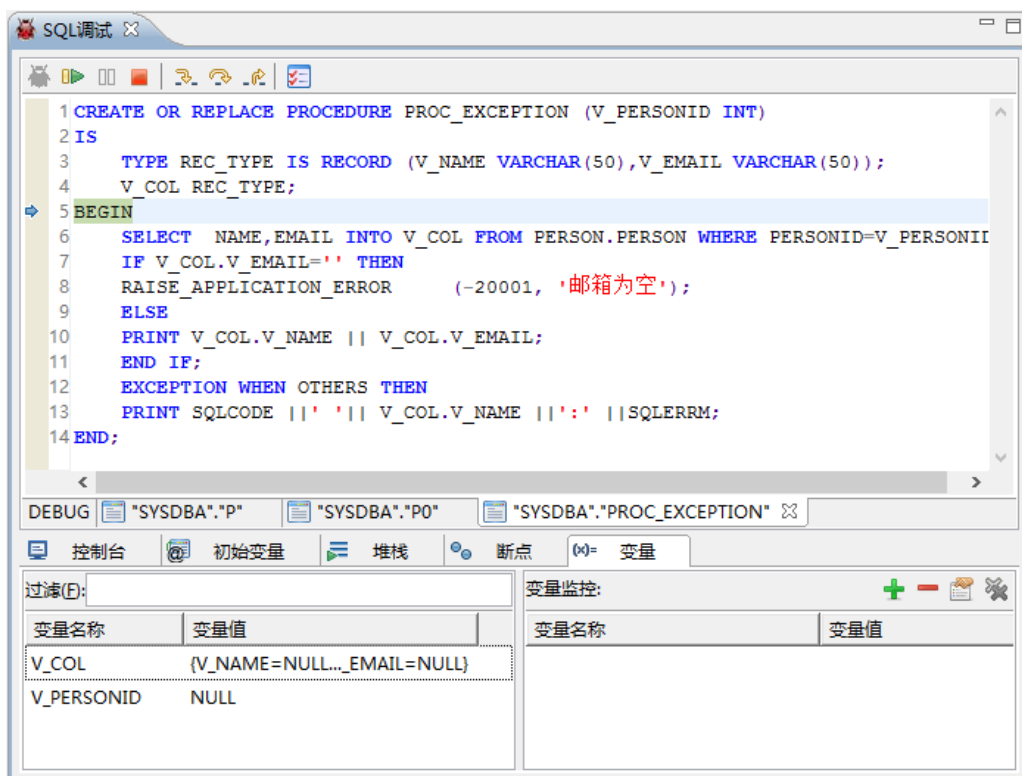 SQL调试
1 CREATE OR REPLACE PROCEDURE PROC_EXCEPTION (V_PERSONID INT)
2 IS
3 TYPE REC_TYPE IS RECORD (V_NAME VARCHAR(50),V_EMAIL VARCHAR(50));
4 V_COL REC_TYPE;
5 BEGIN
6 SELECT NAME,EMAIL INTO V_COL FROM PERSON.PERSON WHERE PERSONID=V_PERSONID
7 IF V_COL.V_EMAIL='' THEN
8 RAISE_APPLICATION_ERROR (-20001, '邮箱为空');
9 ELSE
10 PRINT V_COL.V_NAME || V_COL.V_EMAIL;
11 END IF;
12 EXCEPTION WHEN OTHERS THEN
13 PRINT SQLCODE ||' '|| V_COL.V_NAME ||':' ||SQLERRM;
14 END;
DEBUG "SYSDBA"."P" "SYSDBA"."P0" "SYSDBA"."PROC_EXCEPTION"
控制台 初始变量 堆栈 断点 (x)= 变量
过滤(F): 变量监控:
变量名称 变量值 变量名称 变量值
V_COL {V_NAME=NULL..._EMAIL=NULL}
V_PERSONID NULL